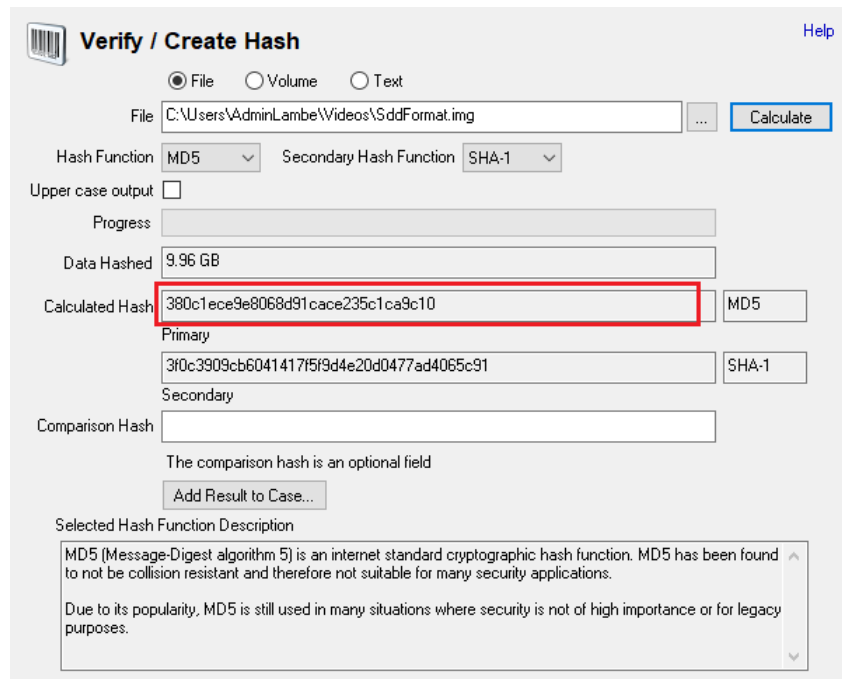 Verify / Create Hash
Help
File Volume Text
File C:\Users\AdminLambe\Videos\SddFormat.img ... Calculate
Hash Function MD5 Secondary Hash Function SHA-1
Upper case output
Progress
Data Hashed 9.96 GB
Calculated Hash 380c1ece9e8068d91cace235c1ca9c10 MD5
Primary
3f0c3909cb6041417f5f9d4e20d0477ad4065c91 SHA-1
Secondary
Comparison Hash
The comparison hash is an optional field
Add Result to Case...
Selected Hash Function Description
MD5 (Message-Digest algorithm 5) is an internet standard cryptographic hash function. MD5 has been found
to not be collision resistant and therefore not suitable for many security applications.
Due to its popularity, MD5 is still used in many situations where security is not of high importance or for legacy
purposes.